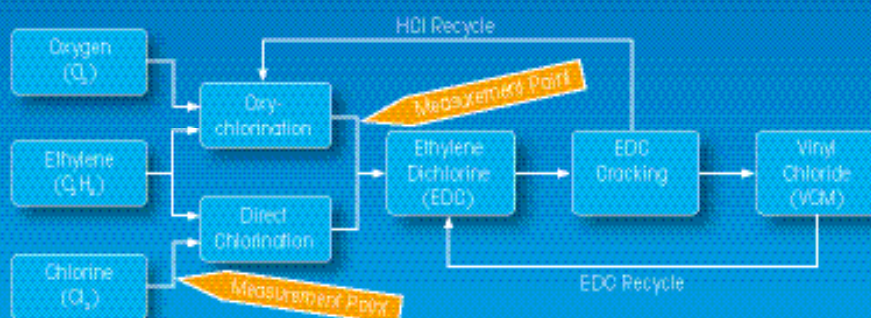 HCl Recycle
Oxygen
(O₂)
Measurement Point
Oxy-
chlorination
Ethylene
(C₂H₄)
Ethylene
Dichlorine
(EDC)
EDC
Cracking
Vinyl
Chloride
(VCM)
Direct
Chlorination
Chlorine
(Cl₂)
Measurement Point
EDC Recycle